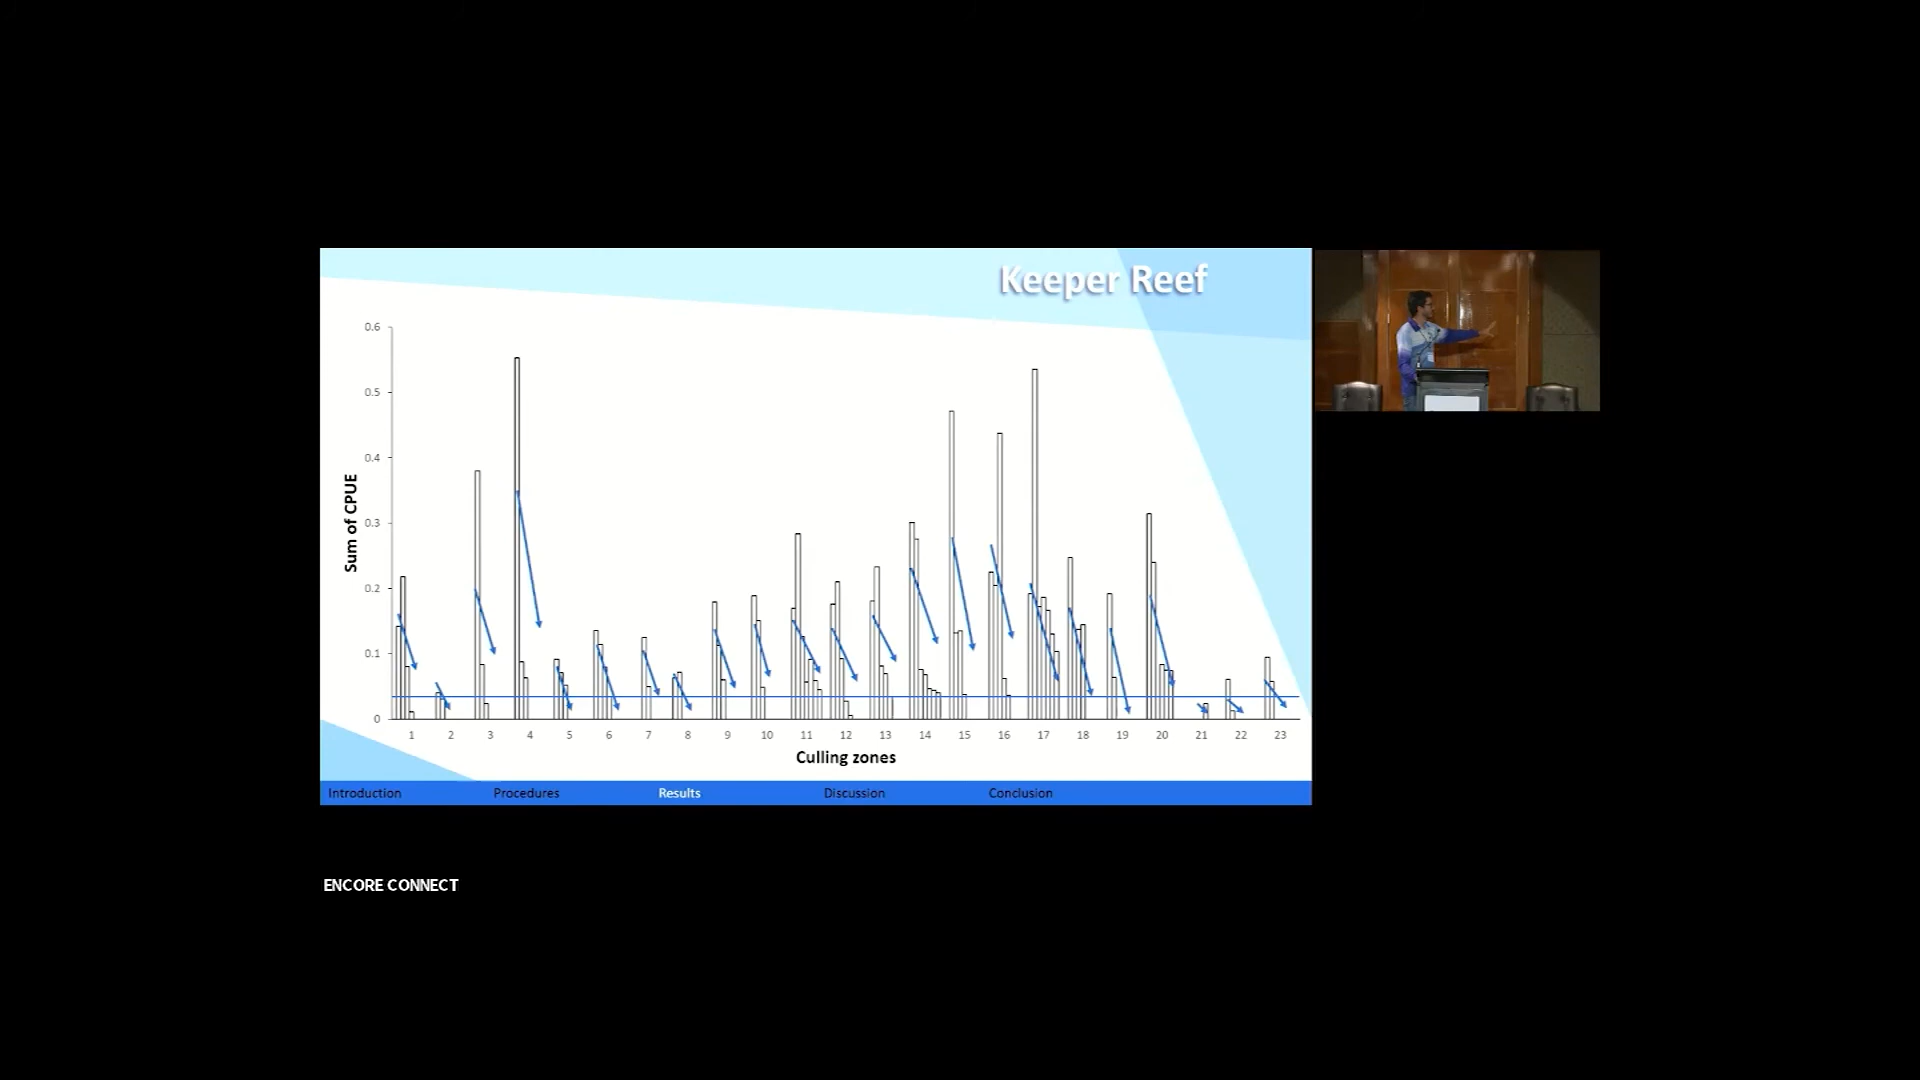 Keeper Reef
0.6
0.5
0.4
0.3
0.2
0.1
0
Sum of CPUE
1 2 3 4 5 6 7 8 9 10 11 12 13 14 15 16 17 18 19 20 21 22 23
Culling zones
Introduction Procedures Results Discussion Conclusion
ENCORE CONNECT